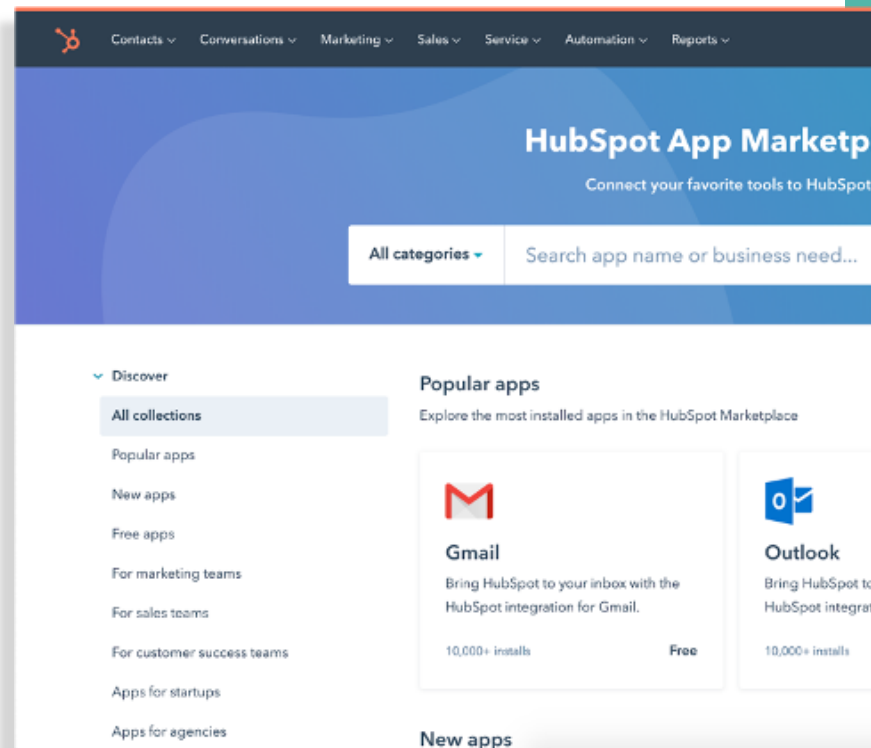 Contacts Conversations Marketing Sales Service Automation Reports
HubSpot App Marketp
Connect your favorite tools to HubSpot
All categories Search app name or business need...
Discover
All collections
Popular apps
New apps
Free apps
For marketing teams
For sales teams
For customer success teams
Apps for startups
Apps for agencies
Popular apps
Explore the most installed apps in the HubSpot Marketplace
Gmail
Bring HubSpot to your inbox with the
HubSpot integration for Gmail.
10,000+ installs Free
Outlook
Bring HubSpot to
HubSpot integrat
10,000+ installs
New apps